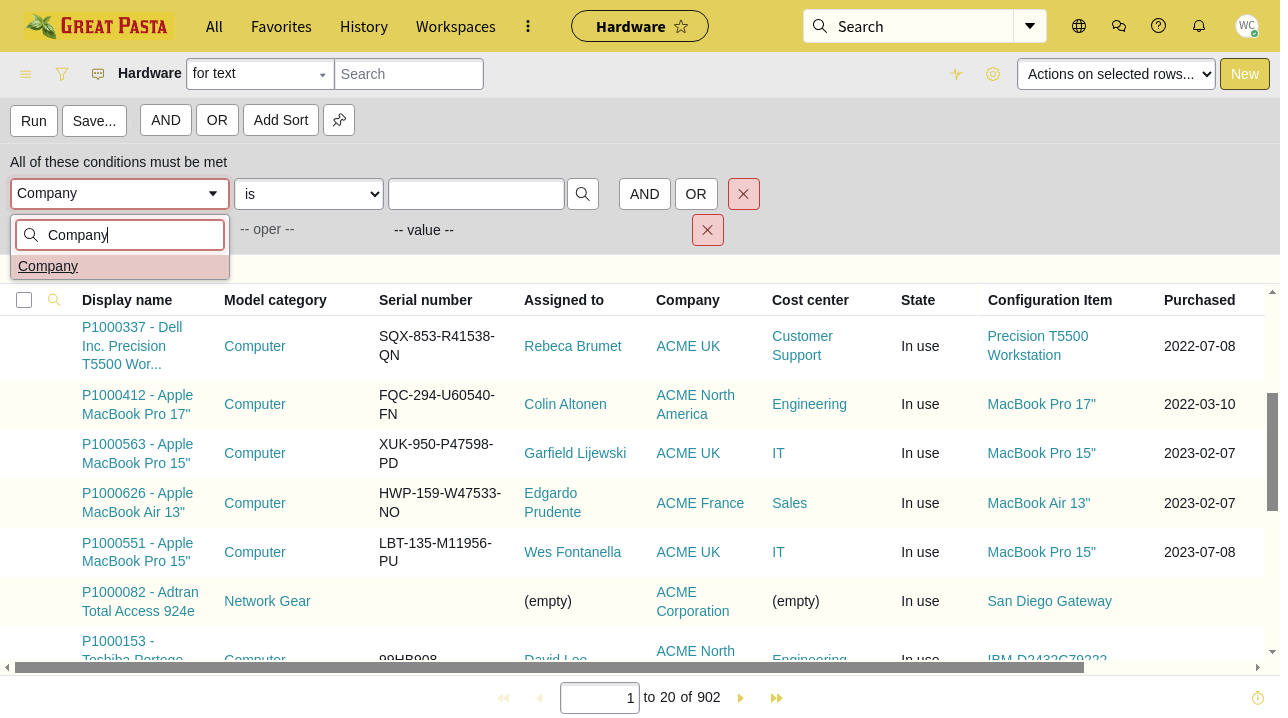 GREAT PASTA All Favorites History Workspaces Hardware Search WC
Hardware for text Search Actions on selected rows... New
Run Save... AND OR Add Sort
All of these conditions must be met
Company is AND OR
Company -- oper -- -- value --
Company
Display name Model category Serial number Assigned to Company Cost center State Configuration Item Purchased
P1000337 - Dell Inc. Precision T5500 Wor... Computer SQX-853-R41538-QN Rebeca Brumet ACME UK Customer Support In use Precision T5500 Workstation 2022-07-08
P1000412 - Apple MacBook Pro 17" Computer FQC-294-U60540-FN Colin Altonen ACME North America Engineering In use MacBook Pro 17" 2022-03-10
P1000563 - Apple MacBook Pro 15" Computer XUK-950-P47598-PD Garfield Lijewski ACME UK IT In use MacBook Pro 15" 2023-02-07
P1000626 - Apple MacBook Air 13" Computer HWP-159-W47533-NO Edgardo Prudente ACME France Sales In use MacBook Air 13" 2023-02-07
P1000551 - Apple MacBook Pro 15" Computer LBT-135-M11956-PU Wes Fontanella ACME UK IT In use MacBook Pro 15" 2023-07-08
P1000082 - Adtran Total Access 924e Network Gear (empty) ACME Corporation (empty) In use San Diego Gateway
P1000153 - Toshiba Portege Computer 99HB908 David Loo ACME North Engineering In use IBM-D2432C79222
1 to 20 of 902